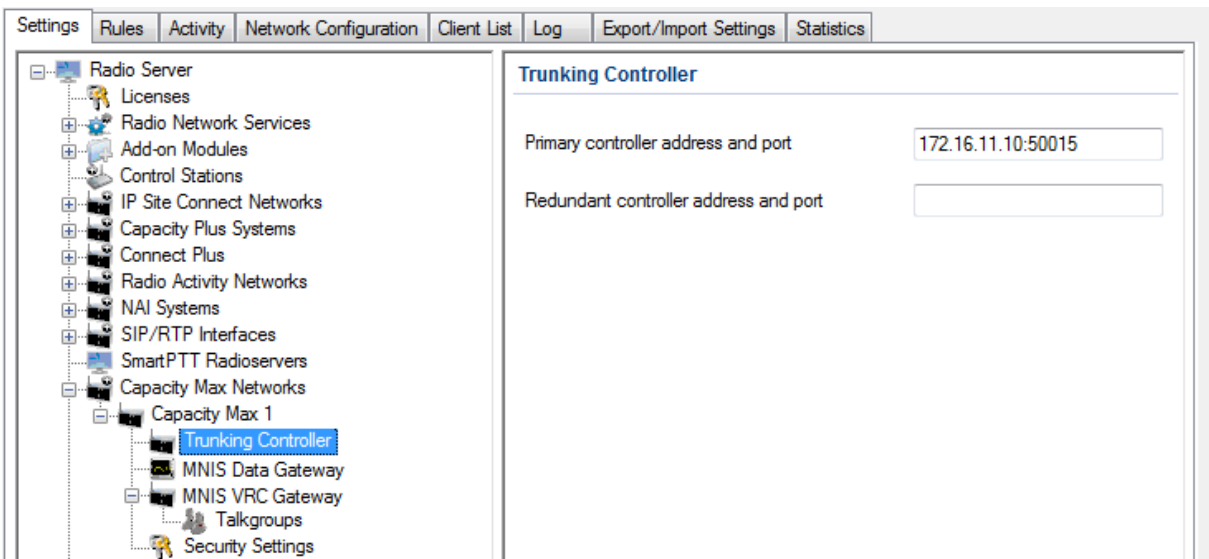 Settings Rules Activity Network Configuration Client List Log Export/Import Settings Statistics
Radio Server
Licenses
Radio Network Services
Add-on Modules
Control Stations
IP Site Connect Networks
Capacity Plus Systems
Connect Plus
Radio Activity Networks
NAI Systems
SIP/RTP Interfaces
SmartPTT Radioservers
Capacity Max Networks
Capacity Max 1
Trunking Controller
MNIS Data Gateway
MNIS VRC Gateway
Talkgroups
Security Settings
Trunking Controller
Primary controller address and port 172.16.11.10:50015
Redundant controller address and port